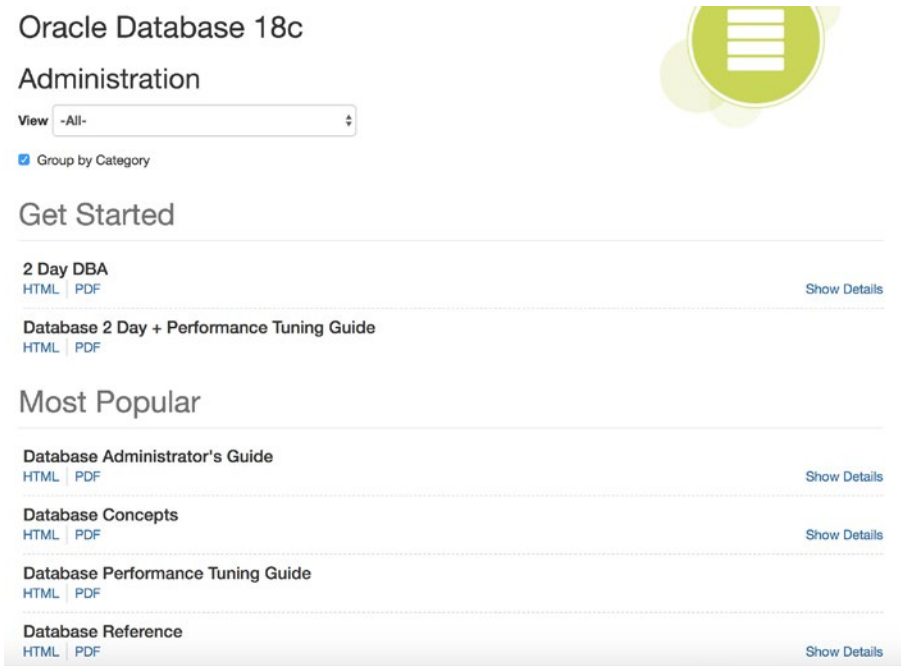 Oracle Database 18c
Administration
View -All-
Group by Category
Get Started
2 Day DBA
HTML PDF Show Details
Database 2 Day + Performance Tuning Guide
HTML PDF
Most Popular
Database Administrator's Guide
HTML PDF Show Details
Database Concepts
HTML PDF Show Details
Database Performance Tuning Guide
HTML PDF
Database Reference
HTML PDF Show Details